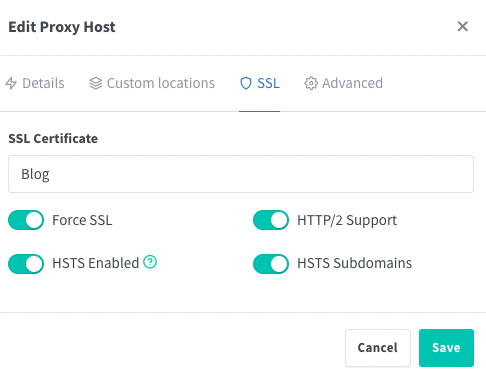 Edit Proxy Host
Details Custom locations SSL Advanced
SSL Certificate
Blog
Force SSL HTTP/2 Support
HSTS Enabled ? HSTS Subdomains
Cancel Save